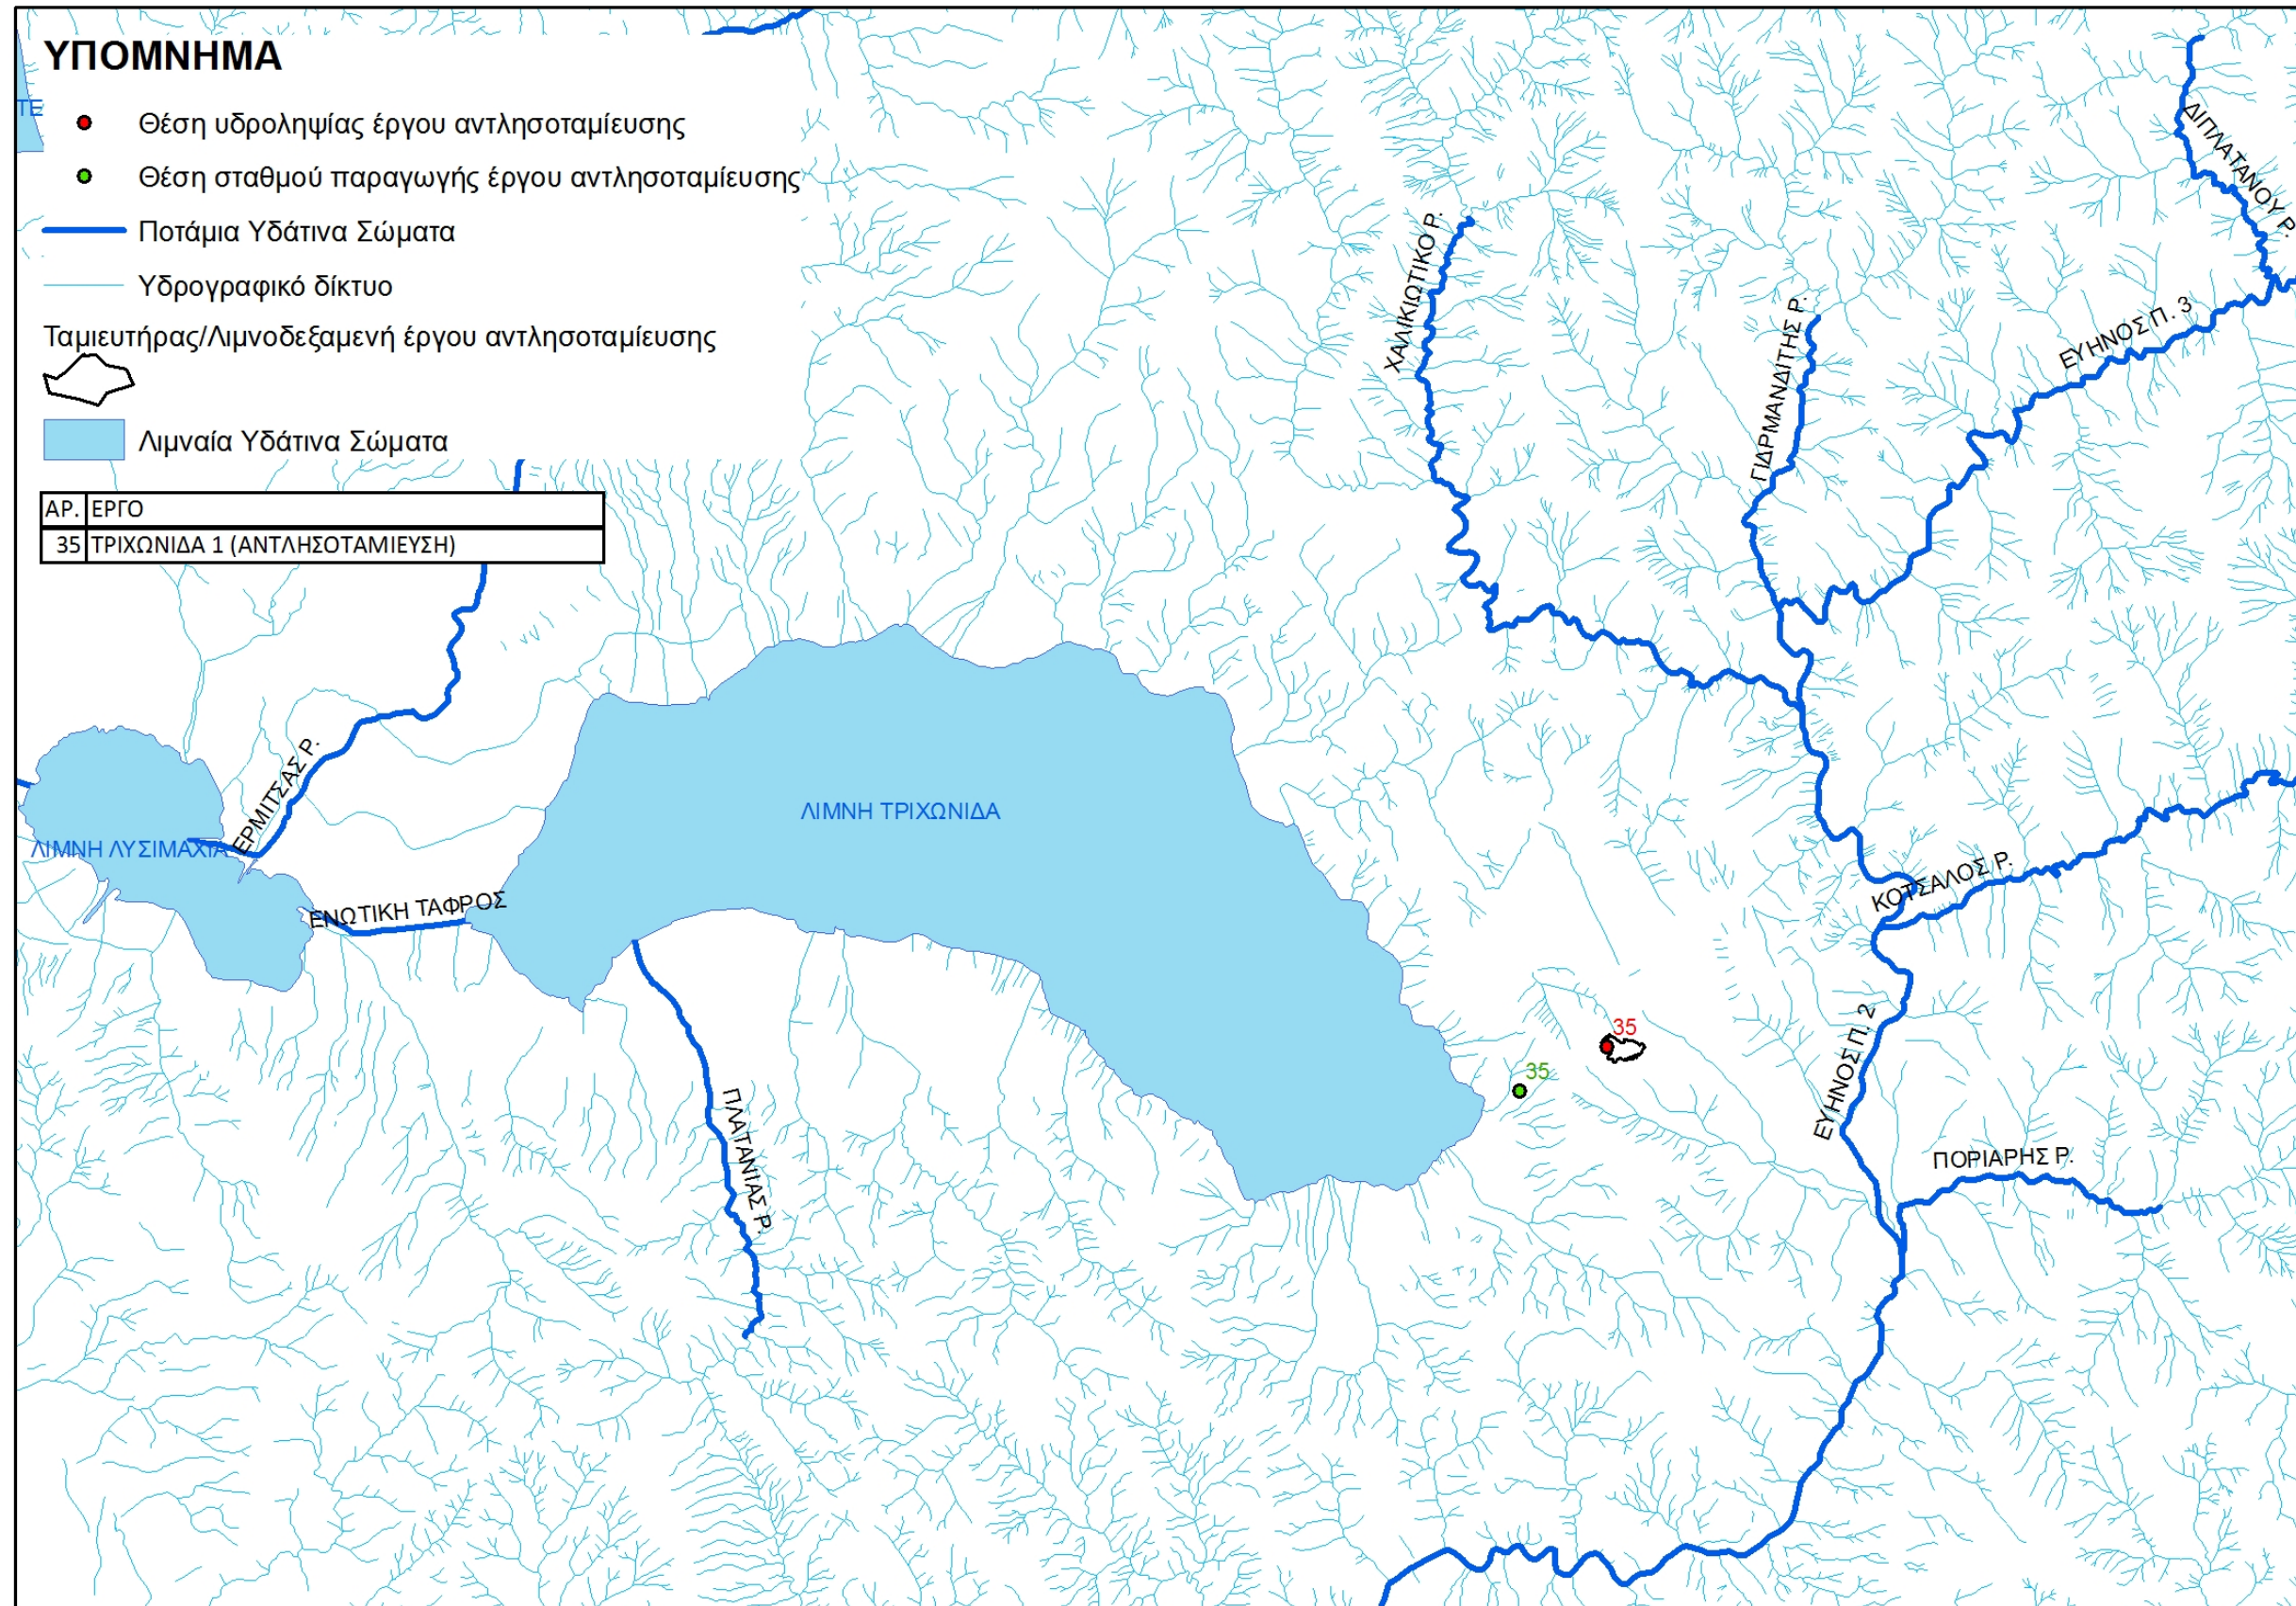 ΥΠΟΜΝΗΜΑ
ΤΕ
Θέση υδροληψίας έργου αντλησοταμίευσης
Θέση σταθμού παραγωγής έργου αντλησοταμίευσης
Ποτάμια Υδάτινα Σώματα
Υδρογραφικό δίκτυο
Ταμιευτήρας/Λιμνοδεξαμενή έργου αντλησοταμίευσης
Λιμναία Υδάτινα Σώματα
ΑΡ. ΕΡΓΟ
35 ΤΡΙΧΩΝΙΔΑ 1 (ΑΝΤΛΗΣΟΤΑΜΙΕΥΣΗ)
ΔΙΠΛΑΤΑΝΟΥ Ρ.
ΧΑΛΙΚΙΩΤΙΚΟ Ρ.
ΓΙΔΡΜΑΝΔΙΤΗΣ Ρ.
ΕΥΗΝΟΣ Π. 3
ΕΡΜΙΤΣΑΣ Ρ.
ΛΙΜΝΗ ΤΡΙΧΩΝΙΔΑ
ΛΙΜΝΗ ΛΥΣΙΜΑΧΙΑ
ΚΟΤΣΑΛΟΣ Ρ.
ΕΝΩΤΙΚΗ ΤΑΦΡΟΣ
35
35
ΕΥΗΝΟΣ Π. 2
ΠΛΑΤΑΝΙΑΣ Ρ.
ΠΟΡΙΑΡΗΣ Ρ.